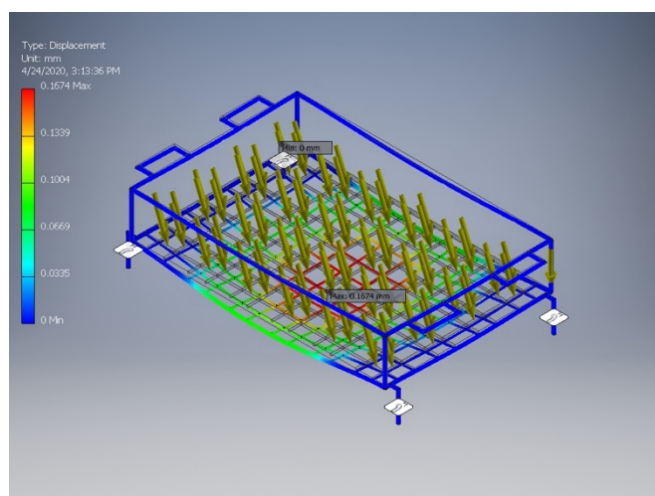 Type: Displacement
Unit: mm
4/24/2020, 3:13:36 PM
0.1674 Max
0.1339
0.1004
0.0669
0.0335
0 Min
Min: 0 mm
Max: 0.1674 mm